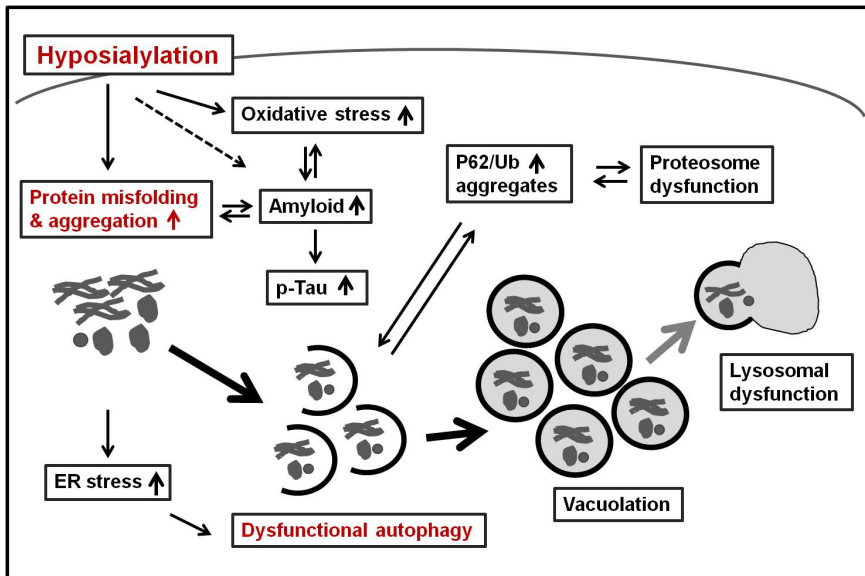 Hyposialylation
Oxidative stress
P62/Ub
aggregates
Proteosome
dysfunction
Protein misfolding
& aggregation
Amyloid
p-Tau
Lysosomal
dysfunction
ER stress
Vacuolation
Dysfunctional autophagy